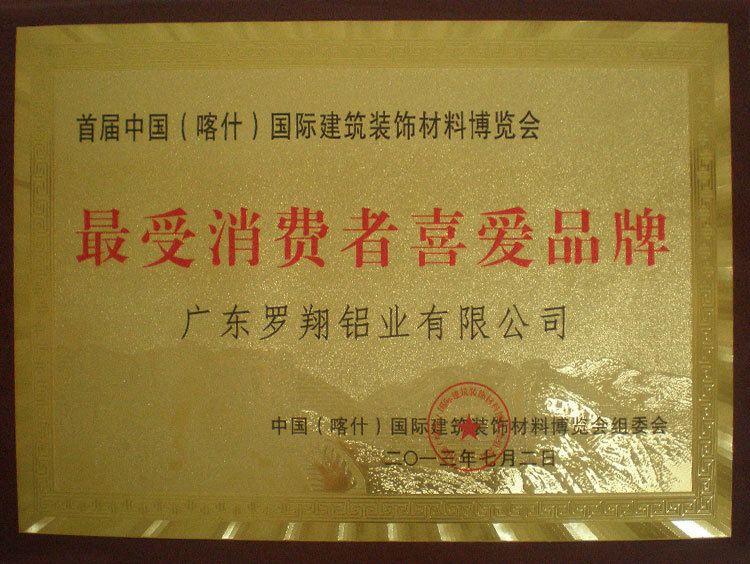 首届中国(喀什)国际建筑装饰材料博览会
最受消费者喜爱品牌
广东罗翔铝业有限公司
中国(喀什)国际建筑装饰材料博览会组委会
二〇一三年七月二日